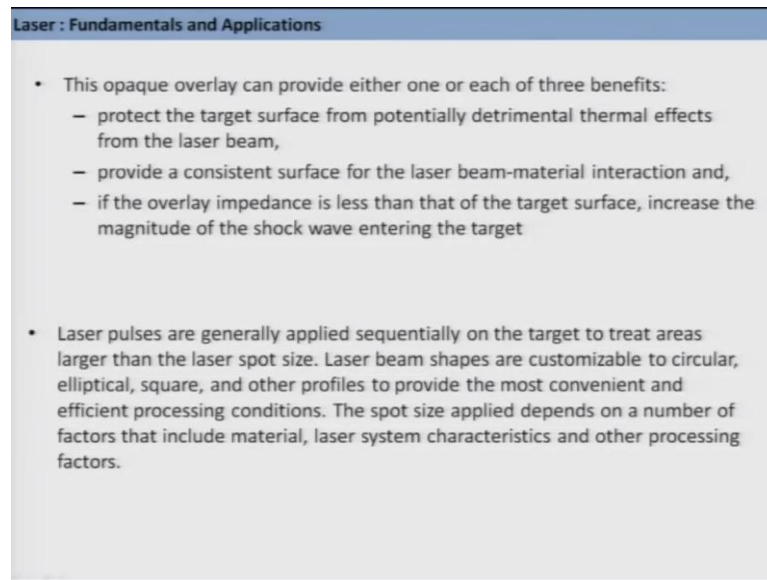 Laser : Fundamentals and Applications
• This opaque overlay can provide either one or each of three benefits:
– protect the target surface from potentially detrimental thermal effects
from the laser beam,
– provide a consistent surface for the laser beam-material interaction and,
– if the overlay impedance is less than that of the target surface, increase the
magnitude of the shock wave entering the target
• Laser pulses are generally applied sequentially on the target to treat areas
larger than the laser spot size. Laser beam shapes are customizable to circular,
elliptical, square, and other profiles to provide the most convenient and
efficient processing conditions. The spot size applied depends on a number of
factors that include material, laser system characteristics and other processing
factors.